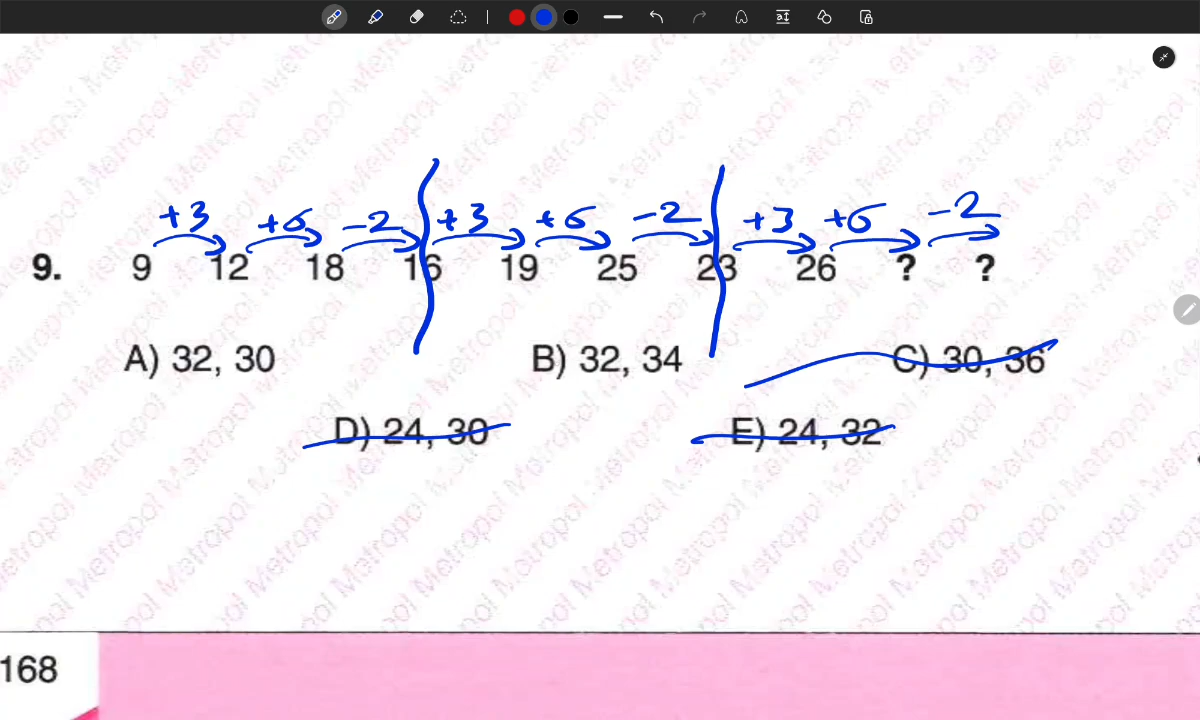 +3 +6 -2 +3 +6 -2 +3 +6 -2
9. 9 12 18 16 19 25 23 26 ? ?
A) 32, 30 B) 32, 34 C) 30, 36
D) 24, 30 E) 24, 32
168